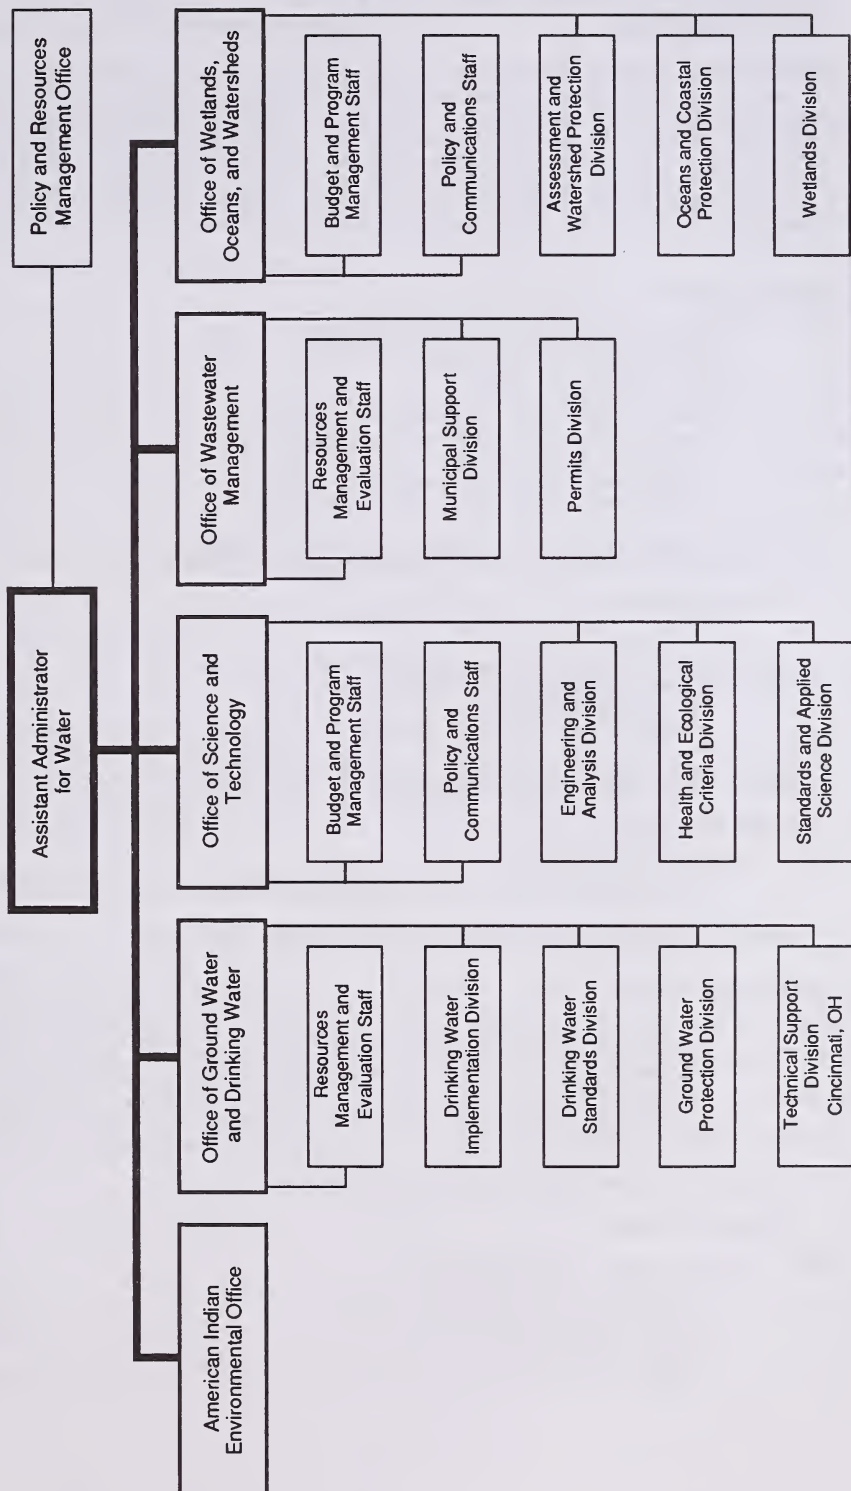 Assistant Administrator
for Water
Policy and Resources
Management Office
American Indian
Environmental Office
Office of Ground Water
and Drinking Water
Resources
Management and
Evaluation Staff
Drinking Water
Implementation Division
Drinking Water
Standards Division
Ground Water
Protection Division
Technical Support
Division
Cincinnati, OH
Office of Science and
Technology
Budget and Program
Management Staff
Policy and
Communications Staff
Engineering and
Analysis Division
Health and Ecological
Criteria Division
Standards and Applied
Science Division
Office of Wastewater
Management
Resources
Management and
Evaluation Staff
Municipal Support
Division
Permits Division
Office of Wetlands,
Oceans, and Watersheds
Budget and Program
Management Staff
Policy and
Communications Staff
Assessment and
Watershed Protection
Division
Oceans and Coastal
Protection Division
Wetlands Division